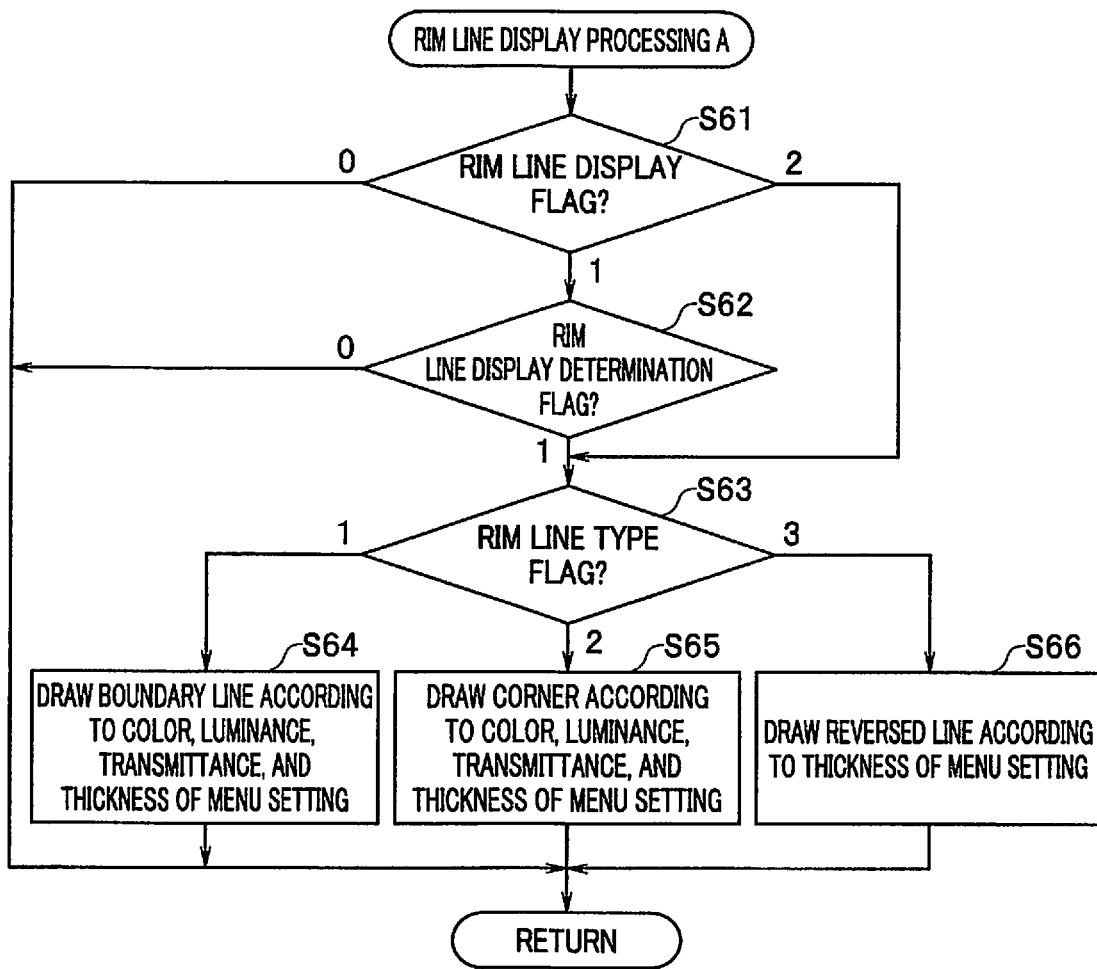 RIM LINE DISPLAY PROCESSING A
S61
0
RIM LINE DISPLAY
FLAG?
2
1
S62
0
RIM
LINE DISPLAY DETERMINATION
FLAG?
1
S63
1
RIM LINE TYPE
FLAG?
3
2
S64
DRAW BOUNDARY LINE ACCORDING
TO COLOR, LUMINANCE,
TRANSMITTANCE, AND
THICKNESS OF MENU SETTING
S65
DRAW CORNER ACCORDING
TO COLOR, LUMINANCE,
TRANSMITTANCE, AND
THICKNESS OF MENU SETTING
S66
DRAW REVERSED LINE ACCORDING
TO THICKNESS OF MENU SETTING
RETURN